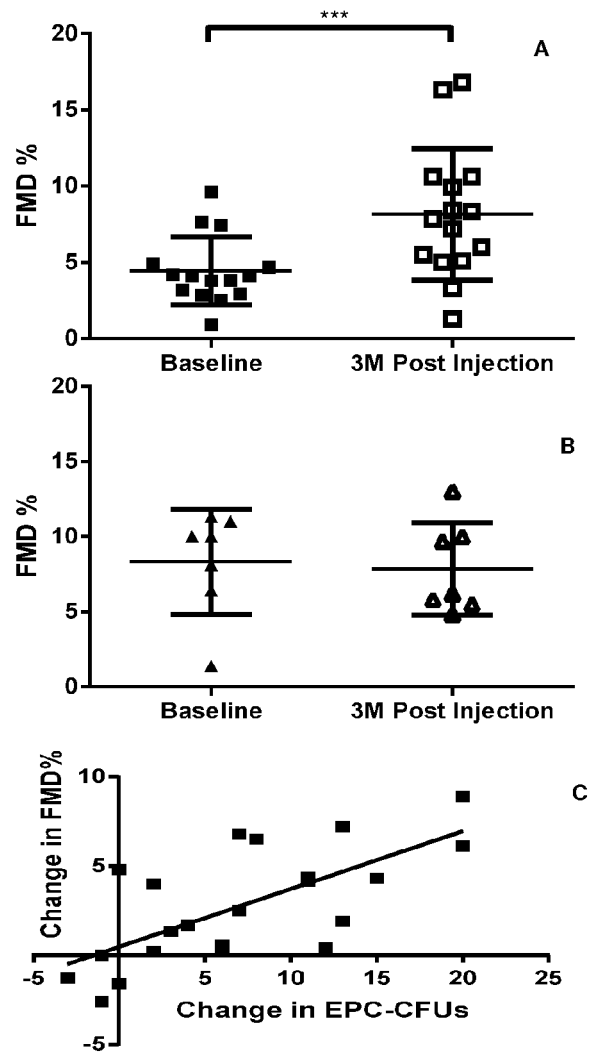 ***
A
20
15
10
5
0
FMD %
Baseline
3M Post Injection
B
20
15
10
5
0
FMD %
Baseline
3M Post Injection
C
10
5
-5
Change in FMD%
-5
5
10
15
20
25
Change in EPC-CFUs